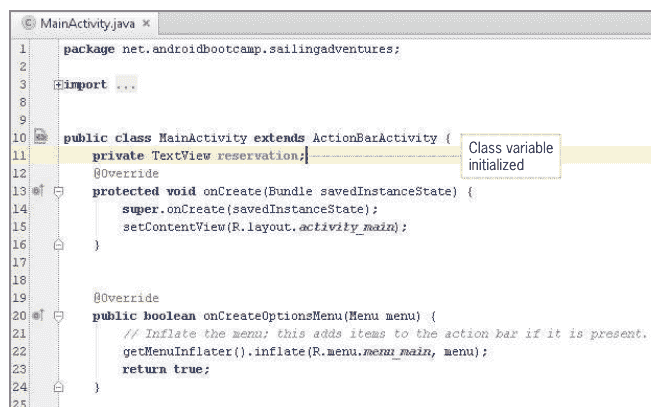 MainActivity.java ×
1 package net.androidbootcamp.sailingadventures;
2
3 import ...
8
9
10 public class MainActivity extends ActionBarActivity {
11 private TextView reservation;
Class variable
initialized
12 @Override
13 protected void onCreate(Bundle savedInstanceState) {
14 super.onCreate(savedInstanceState);
15 setContentView(R.layout.activity_main);
16 }
17
18
19 @Override
20 public boolean onCreateOptionsMenu(Menu menu) {
21 // Inflate the menu; this adds items to the action bar if it is present.
22 getMenuInflater().inflate(R.menu.menu_main, menu);
23 return true;
24 }
25